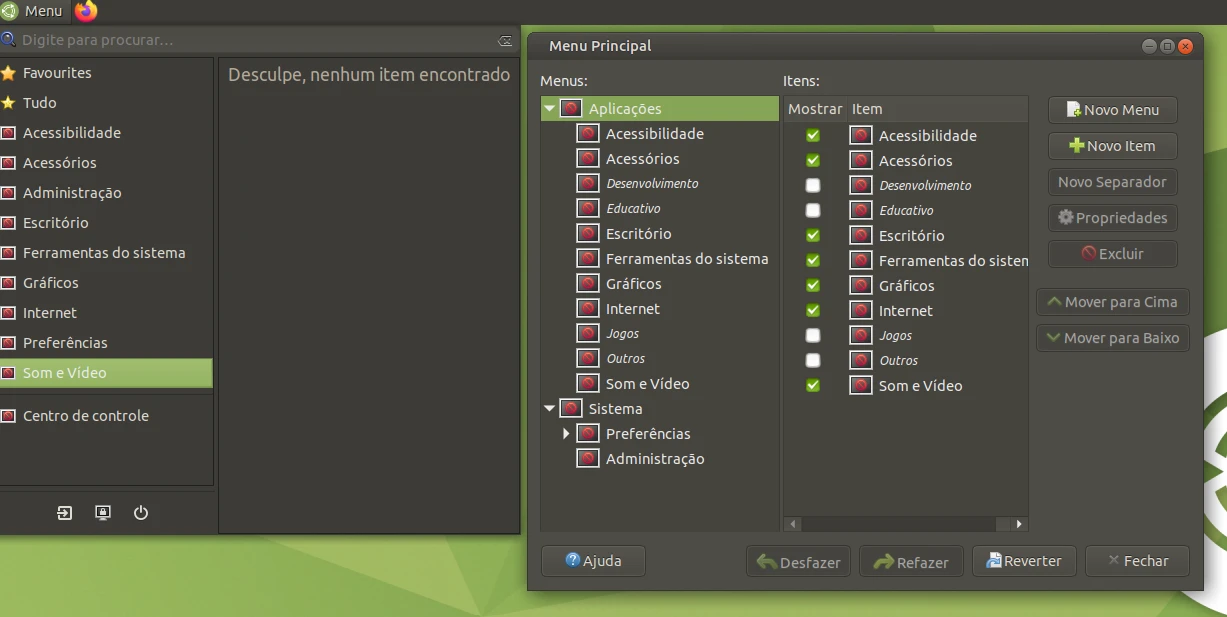 Menu
Digite para procurar...
Favourites
Tudo
Acessibilidade
Acessórios
Administração
Escritório
Ferramentas do sistema
Gráficos
Internet
Preferências
Som e Vídeo
Centro de controle
Desculpe, nenhum item encontrado
Menu Principal
Menus:
Aplicações
Acessibilidade
Acessórios
Desenvolvimento
Educativo
Escritório
Ferramentas do sistema
Gráficos
Internet
Jogos
Outros
Som e Vídeo
Sistema
Preferências
Administração
Itens:
Mostrar Item
Acessibilidade
Acessórios
Desenvolvimento
Educativo
Escritório
Ferramentas do sisten
Gráficos
Internet
Jogos
Outros
Som e Vídeo
Novo Menu
Novo Item
Novo Separador
Propriedades
Excluir
Mover para Cima
Mover para Baixo
Ajuda
Desfazer
Refazer
Reverter
Fechar